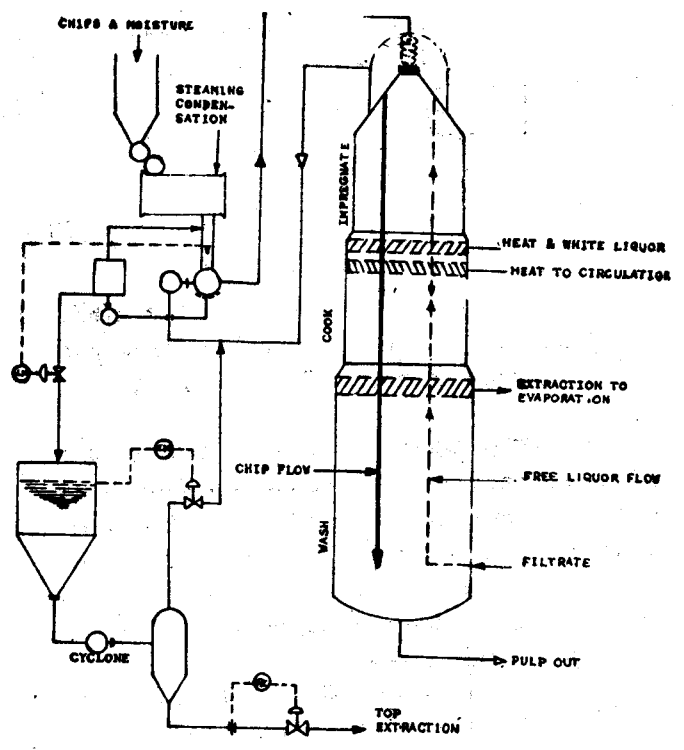 CHIPS & MOISTURE
STEAMING
CONDEN-
SATION
IMPREGNATE
HEAT & WHITE LIQUOR
HEAT TO CIRCULATION
COOK
EXTRACTION TO
EVAPORATION
CHIP FLOW
FREE LIQUOR FLOW
WASH
FILTRATE
CYCLONE
PULP OUT
TOP
EXTRACTION